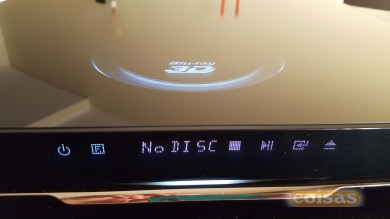 3D
Blu-ray
F No DISC
coisas